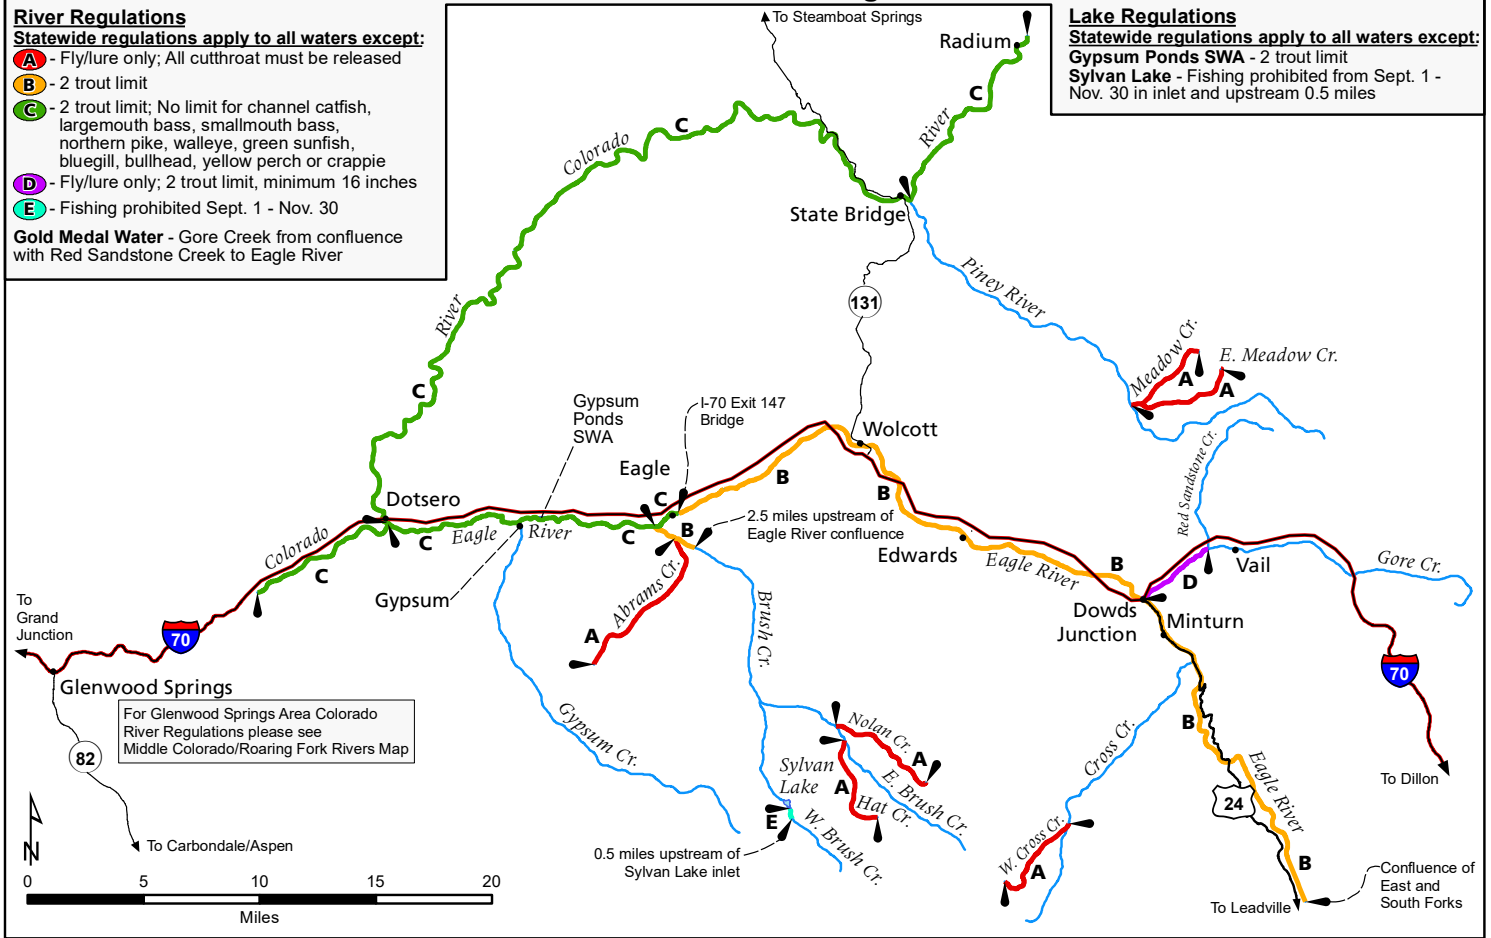 River Regulations
Statewide regulations apply to all waters except:
A - Fly/lure only; All cutthroat must be released
B - 2 trout limit
C - 2 trout limit; No limit for channel catfish,
largemouth bass, smallmouth bass,
northern pike, walleye, green sunfish,
bluegill, bullhead, yellow perch or crappie
D - Fly/lure only; 2 trout limit, minimum 16 inches
E - Fishing prohibited Sept. 1 - Nov. 30
Gold Medal Water - Gore Creek from confluence
with Red Sandstone Creek to Eagle River
To Steamboat Springs
Lake Regulations
Statewide regulations apply to all waters except:
Gypsum Ponds SWA - 2 trout limit
Sylvan Lake - Fishing prohibited from Sept. 1 -
Nov. 30 in inlet and upstream 0.5 miles
Radium
C
River
C
Colorado
State Bridge
Piney River
131
River
C
Meadow Cr.
A
E. Meadow Cr.
A
Gypsum
Ponds
SWA
I-70 Exit 147
Bridge
Wolcott
Eagle
B
C
B
Red Sandstone Cr.
Dotsero
2.5 miles upstream of
Eagle River confluence
Colorado
C
C
Eagle
River
C
B
Edwards
Eagle River
B
D
Vail
Gore Cr.
Gypsum
Abrams Cr.
A
Brush Cr.
Dowds
Junction
Minturn
To
Grand
Junction
70
70
Glenwood Springs
For Glenwood Springs Area Colorado
River Regulations please see
Middle Colorado/Roaring Fork Rivers Map
82
Gypsum Cr.
Nolan Cr.
A
Sylvan
Lake
A
Hat Cr.
E. Brush Cr.
E
W. Brush Cr.
0.5 miles upstream of
Sylvan Lake inlet
Cross Cr.
B
Eagle River
24
W. Cross Cr.
A
B
To Dillon
Confluence of
East and
South Forks
To Leadville
To Carbondale/Aspen
N
0 5 10 15 20
Miles